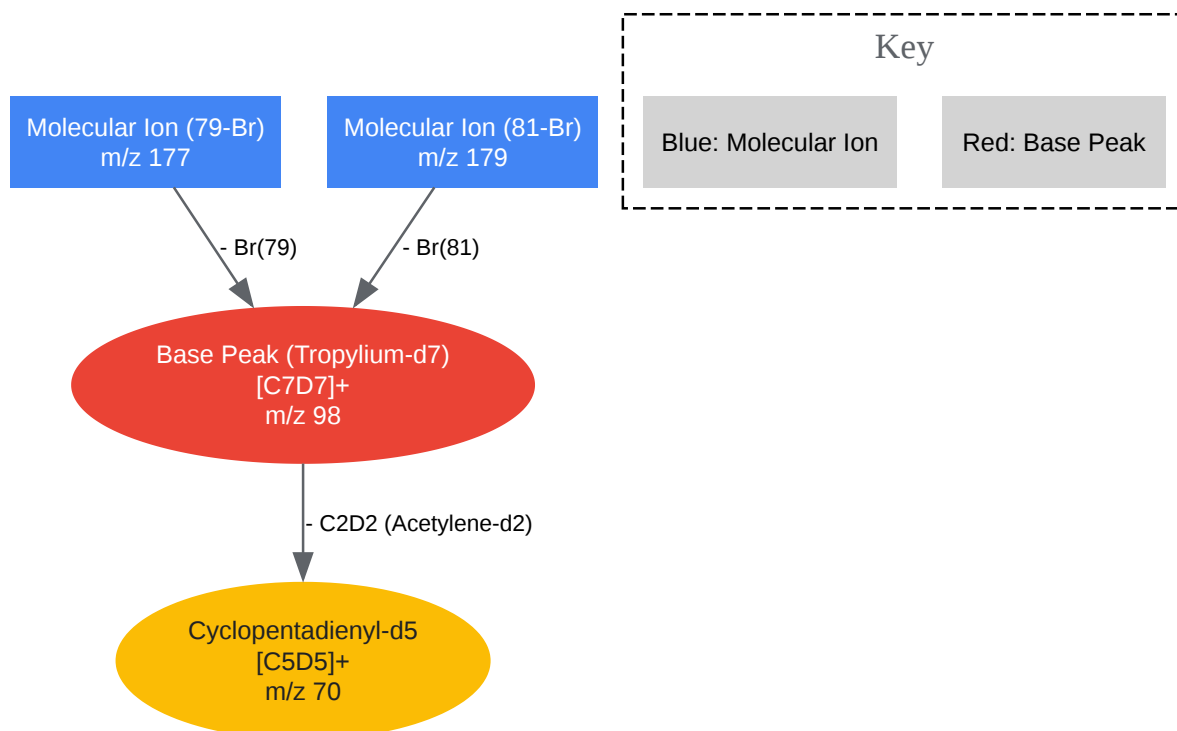 Key
Molecular Ion (79-Br)
m/z 177
Molecular Ion (81-Br)
m/z 179
Blue: Molecular Ion
Red: Base Peak
- Br(79)
- Br(81)
Base Peak (Tropylium-d7)
[C7D7]+
m/z 98
- C2D2 (Acetylene-d2)
Cyclopentadienyl-d5
[C5D5]+
m/z 70